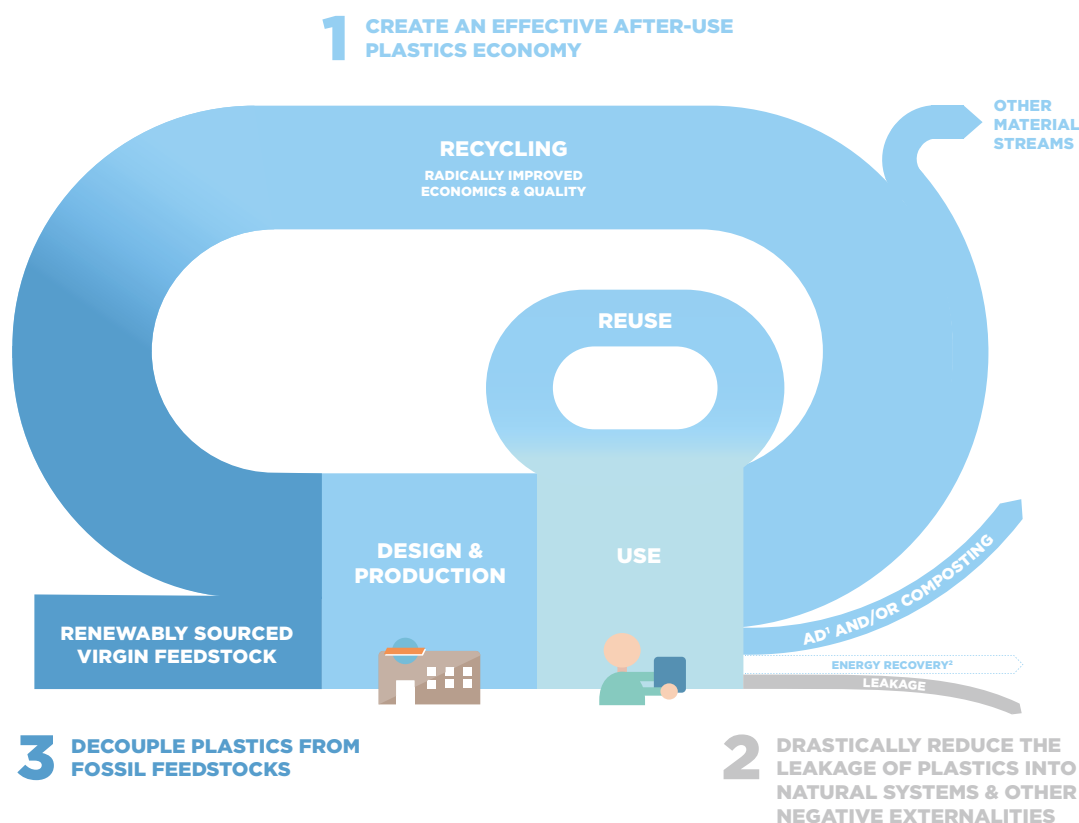 1 CREATE AN EFFECTIVE AFTER-USE
PLASTICS ECONOMY
OTHER
MATERIAL
STREAMS
RECYCLING
RADICALLY IMPROVED
ECONOMICS & QUALITY
REUSE
DESIGN &
PRODUCTION
USE
RENEWABLY SOURCED
VIRGIN FEEDSTOCK
AD¹ AND/OR COMPOSTING
ENERGY RECOVERY²
LEAKAGE
3 DECOUPLE PLASTICS FROM
FOSSIL FEEDSTOCKS
2 DRASTICALLY REDUCE THE
LEAKAGE OF PLASTICS INTO
NATURAL SYSTEMS & OTHER
NEGATIVE EXTERNALITIES